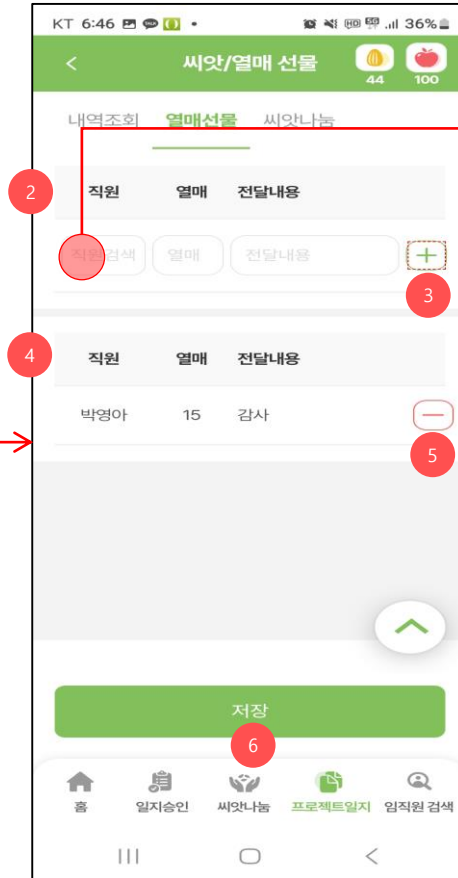 KT 6:46 36%
< 씨앗/열매 선물 44 100
내역조회 열매선물 씨앗나눔
2 직원 열매 전달내용
직원검색 열매 전달내용 +
3
4 직원 열매 전달내용
박영아 15 감사
5
저장
6
홈 일지승인 씨앗나눔 프로젝트일지 임직원 검색